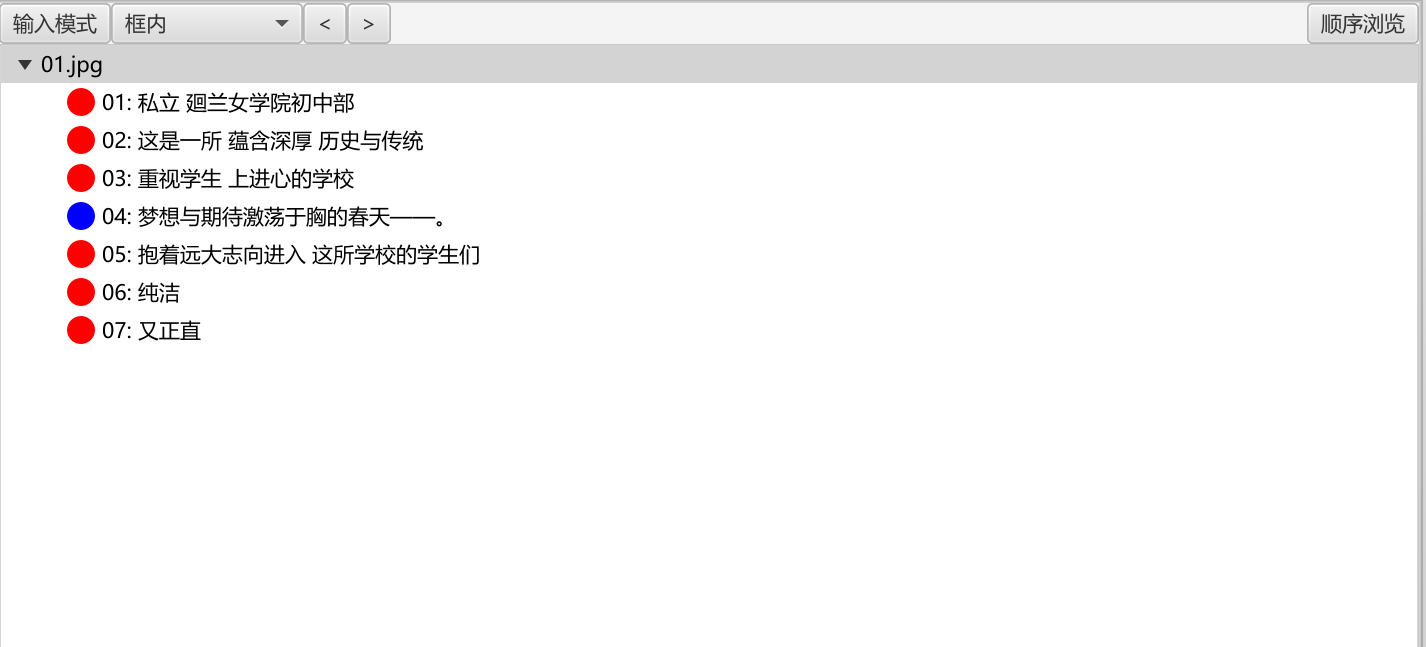 输入模式 框内 < > 顺序浏览
01.jpg
01: 私立 廻兰女学院初中部
02: 这是一所 蕴含深厚 历史与传统
03: 重视学生 上进心的学校
04: 梦想与期待激荡于胸的春天——。
05: 抱着远大志向进入 这所学校的学生们
06: 纯洁
07: 又正直